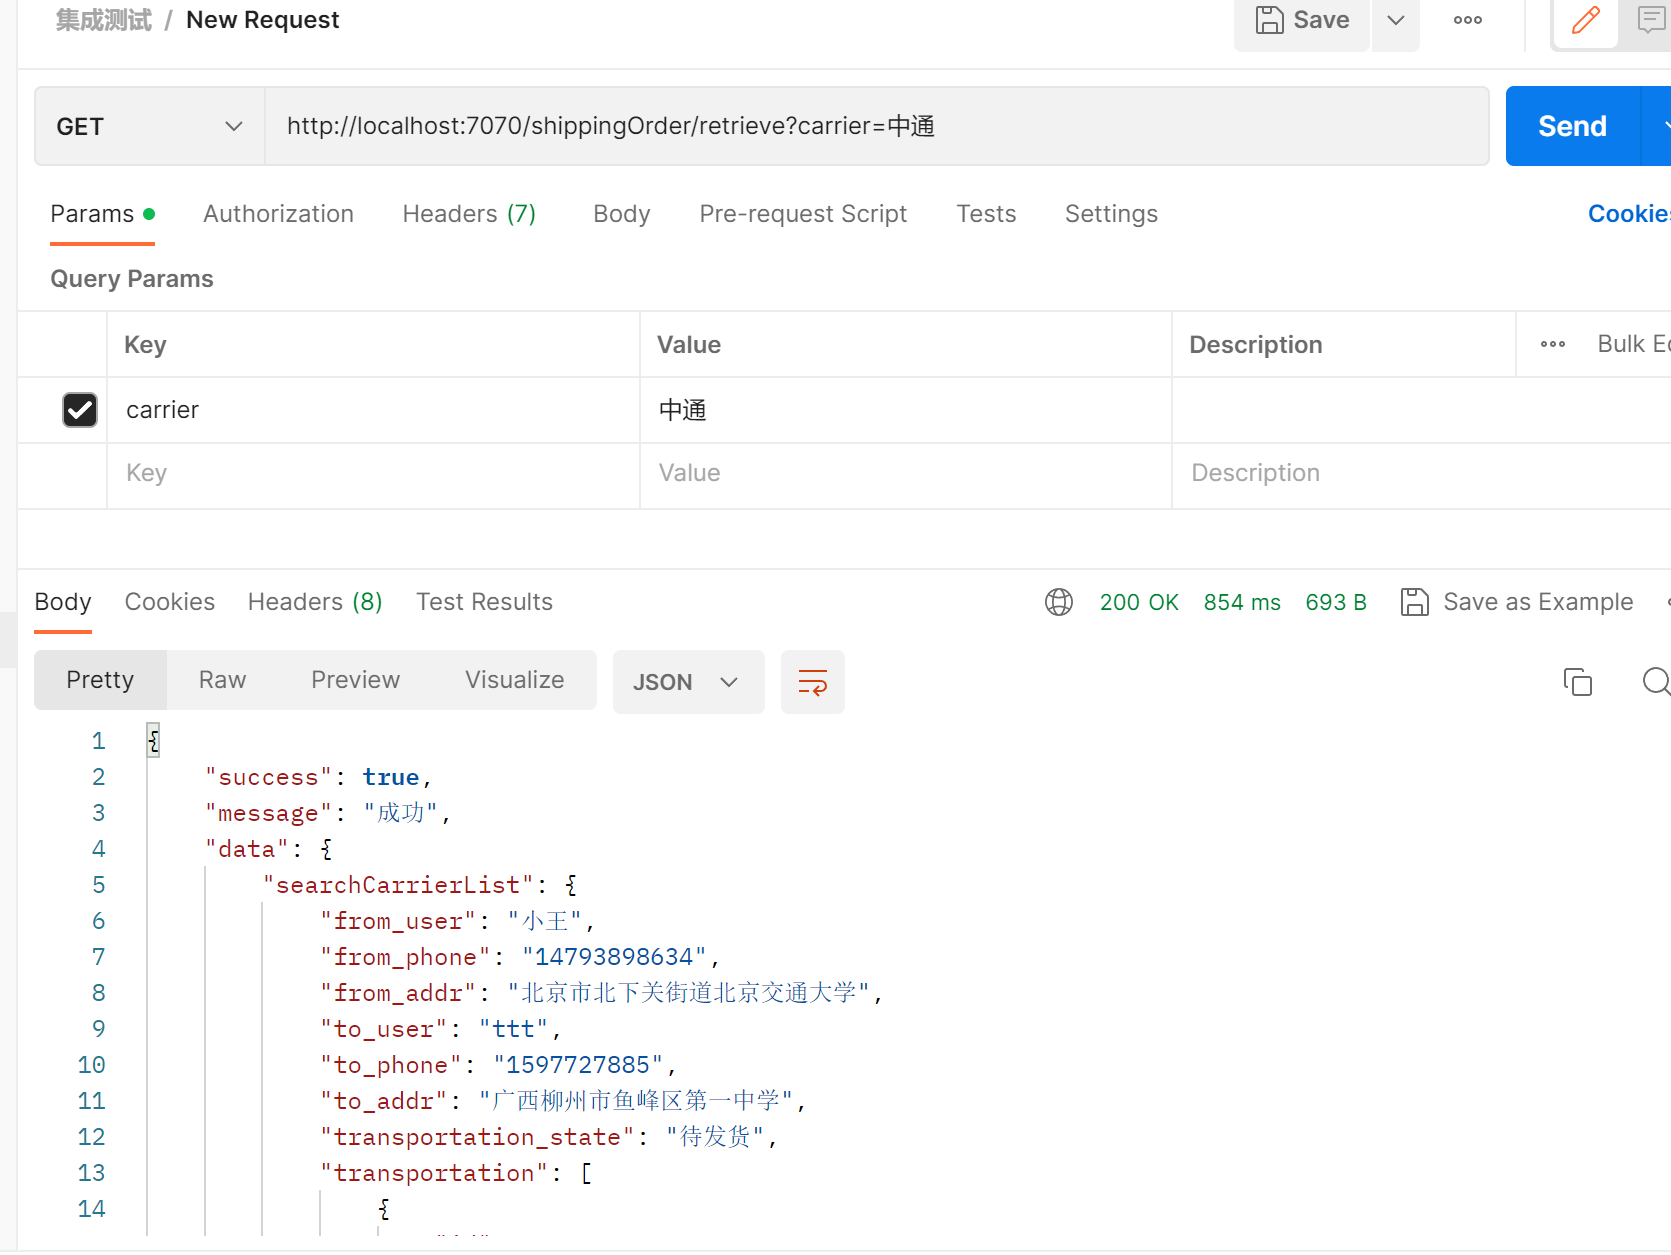 集成测试 / New Request
Save
GET http://localhost:7070/shippingOrder/retrieve?carrier=中通 Send
Params Authorization Headers (7) Body Pre-request Script Tests Settings Cookies
Query Params
Key Value Description Bulk
carrier 中通
Key Value Description
Body Cookies Headers (8) Test Results 200 OK 854 ms 693 B Save as Example
Pretty Raw Preview Visualize JSON
1 {
2 "success": true,
3 "message": "成功",
4 "data": {
5 "searchCarrierList": {
6 "from_user": "小王",
7 "from_phone": "14793898634",
8 "from_addr": "北京市北下关街道北京交通大学",
9 "to_user": "ttt",
10 "to_phone": "1597727885",
11 "to_addr": "广西柳州市鱼峰区第一中学",
12 "transportation_state": "待发货",
13 "transportation": [
14 {